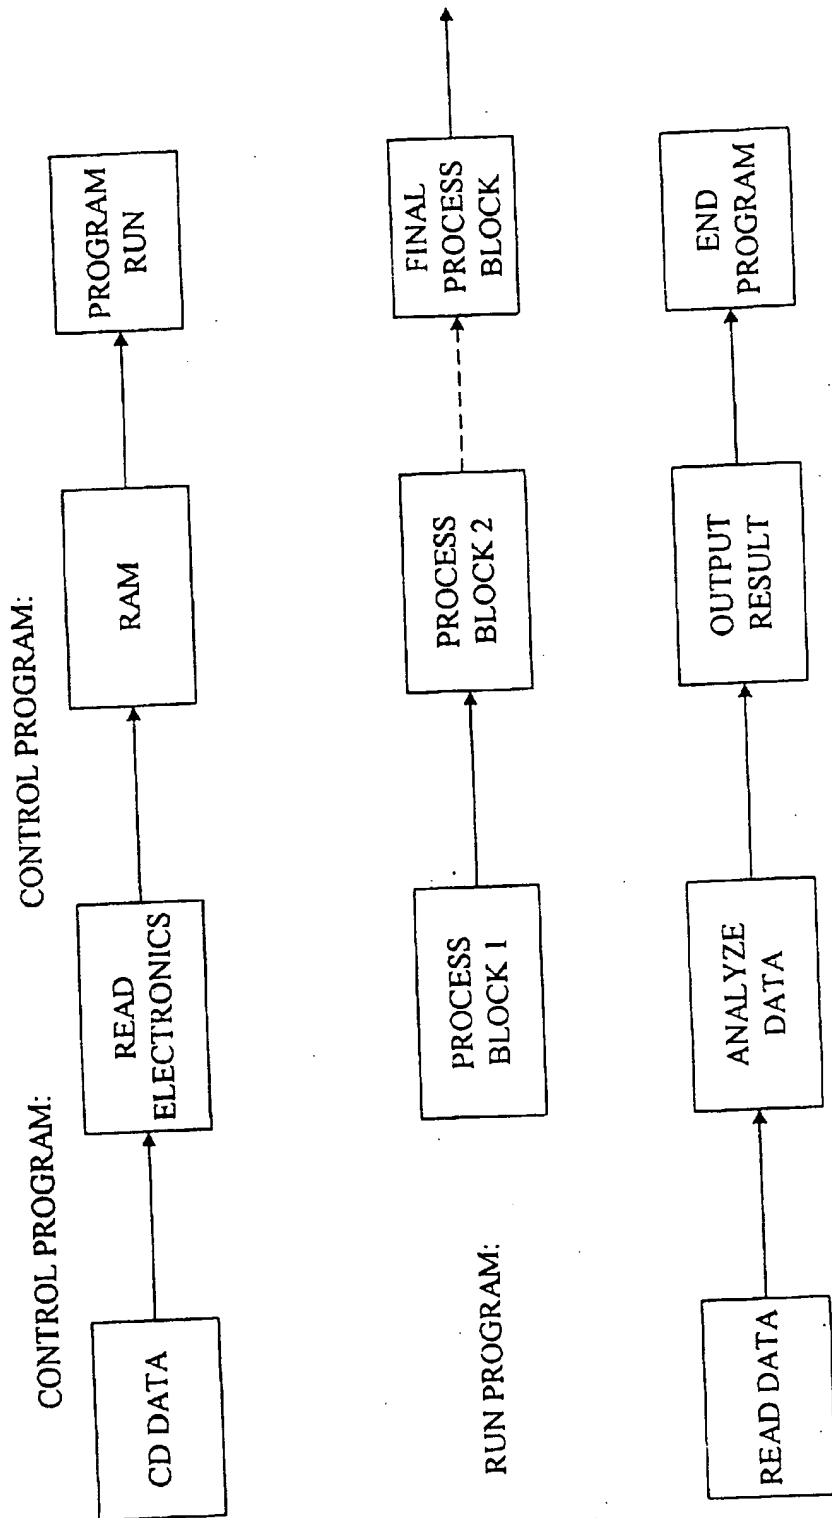 CONTROL PROGRAM:
CONTROL PROGRAM:
CD DATA
READ
ELECTRONICS
RAM
PROGRAM
RUN
RUN PROGRAM:
PROCESS
BLOCK 1
PROCESS
BLOCK 2
FINAL
PROCESS
BLOCK
READ DATA
ANALYZE
DATA
OUTPUT
RESULT
END
PROGRAM